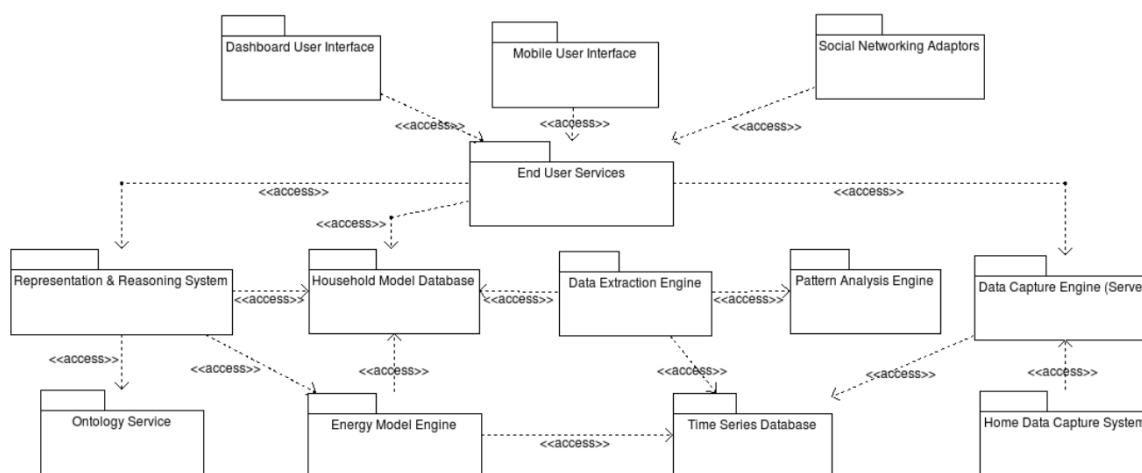 Dashboard User Interface
Mobile User Interface
Social Networking Adaptors
<<access>>
<<access>>
<<access>>
End User Services
<<access>>
<<access>>
<<access>>
Representation & Reasoning System
Household Model Database
Data Extraction Engine
Pattern Analysis Engine
Data Capture Engine (Serve
<<access>>
<<access>>
<<access>>
<<access>>
<<access>>
<<access>>
<<access>>
<<access>>
<<access>>
Ontology Service
Energy Model Engine
Time Series Database
Home Data Capture System
<<access>>